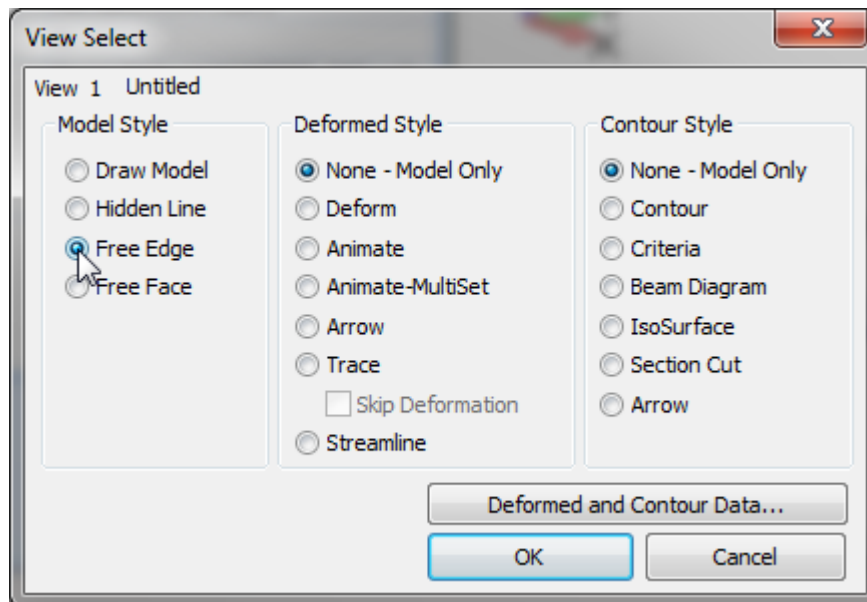 View Select
View 1 Untitled
Model Style
Draw Model
Hidden Line
Free Edge
Free Face
Deformed Style
None - Model Only
Deform
Animate
Animate-MultiSet
Arrow
Trace
Skip Deformation
Streamline
Contour Style
None - Model Only
Contour
Criteria
Beam Diagram
IsoSurface
Section Cut
Arrow
Deformed and Contour Data...
OK
Cancel